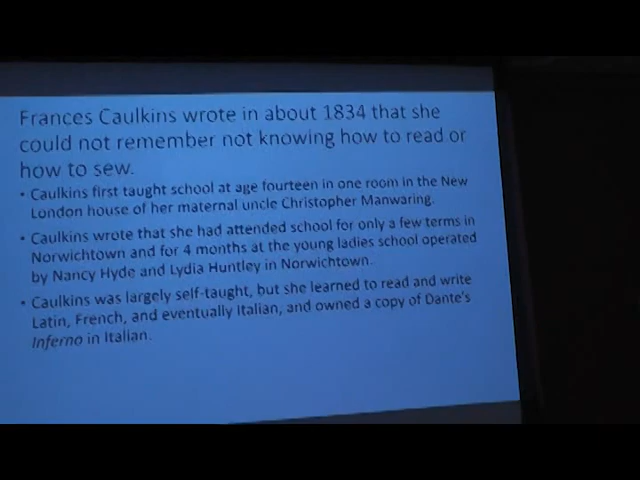 Frances Caulkins wrote in about 1834 that she
could not remember not knowing how to read or
how to sew.
• Caulkins first taught school at age fourteen in one room in the New
London house of her maternal uncle Christopher Manwaring.
• Caulkins wrote that she had attended school for only a few terms in
Norwichtown and for 4 months at the young ladies school operated
by Nancy Hyde and Lydia Huntley in Norwichtown.
• Caulkins was largely self-taught, but she learned to read and write
Latin, French, and eventually Italian, and owned a copy of Dante's
Inferno in Italian.